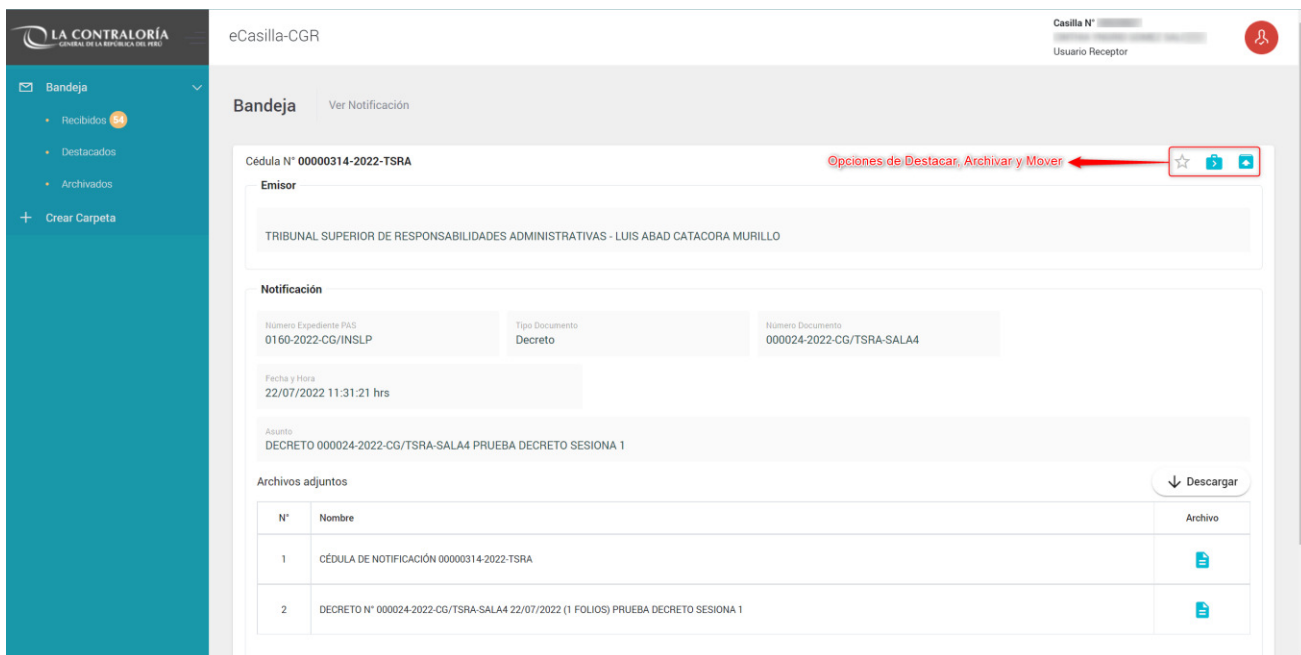 LA CONTRALORÍA
GENERAL DE LA REPÚBLICA DEL PERÚ
eCasilla-CGR
Casilla N°
Usuario Receptor
Bandeja
Recibidos 54
Destacados
Archivados
Crear Carpeta
Bandeja Ver Notificación
Cédula N° 00000314-2022-TSRA
Opciones de Destacar, Archivar y Mover
Emisor
TRIBUNAL SUPERIOR DE RESPONSABILIDADES ADMINISTRATIVAS - LUIS ABAD CATACORA MURILLO
Notificación
Número Expediente PAS Tipo Documento Número Documento
0160-2022-CG/INSLP Decreto 000024-2022-CG/TSRA-SALA4
Fecha y Hora
22/07/2022 11:31:21 hrs
Asunto
DECRETO 000024-2022-CG/TSRA-SALA4 PRUEBA DECRETO SESIONA 1
Archivos adjuntos Descargar
N° Nombre Archivo
1 CÉDULA DE NOTIFICACIÓN 00000314-2022-TSRA
2 DECRETO N° 000024-2022-CG/TSRA-SALA4 22/07/2022 (1 FOLIOS) PRUEBA DECRETO SESIONA 1